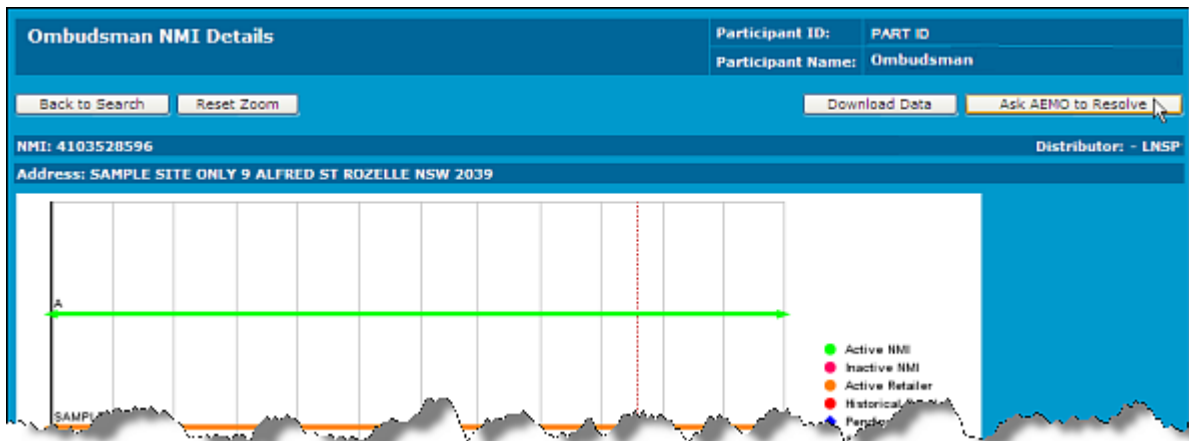 Ombudsman NMI Details
Participant ID: PART ID
Participant Name: Ombudsman
Back to Search Reset Zoom Download Data Ask AEMO to Resolve
NMI: 4103528596 Distributor: - LNSP
Address: SAMPLE SITE ONLY 9 ALFRED ST ROZELLE NSW 2039
A
Active NMI
Inactive NMI
Active Retailer
Historical